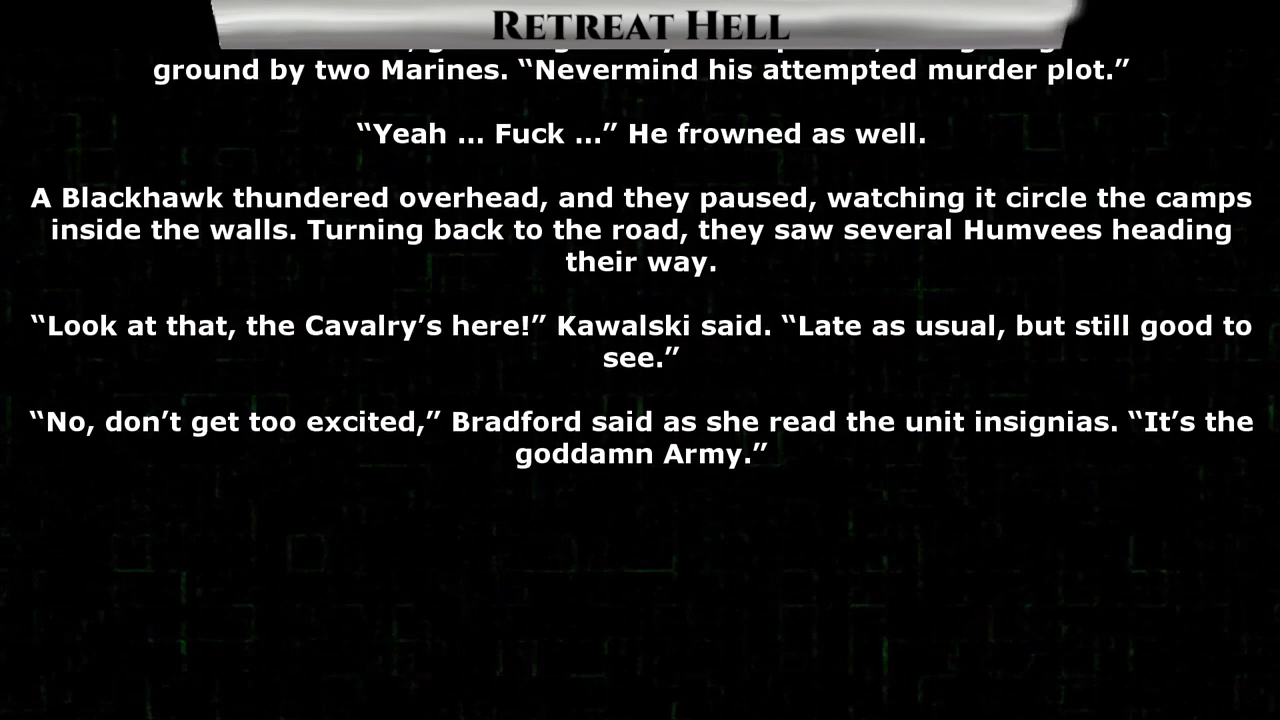 Retreat Hell
ground by two Marines. “Nevermind his attempted murder plot.”
“Yeah ... Fuck ...” He frowned as well.
A Blackhawk thundered overhead, and they paused, watching it circle the camps
inside the walls. Turning back to the road, they saw several Humvees heading
their way.
“Look at that, the Cavalry’s here!” Kawalski said. “Late as usual, but still good to
see.”
“No, don’t get too excited,” Bradford said as she read the unit insignias. “It’s the
goddamn Army.”